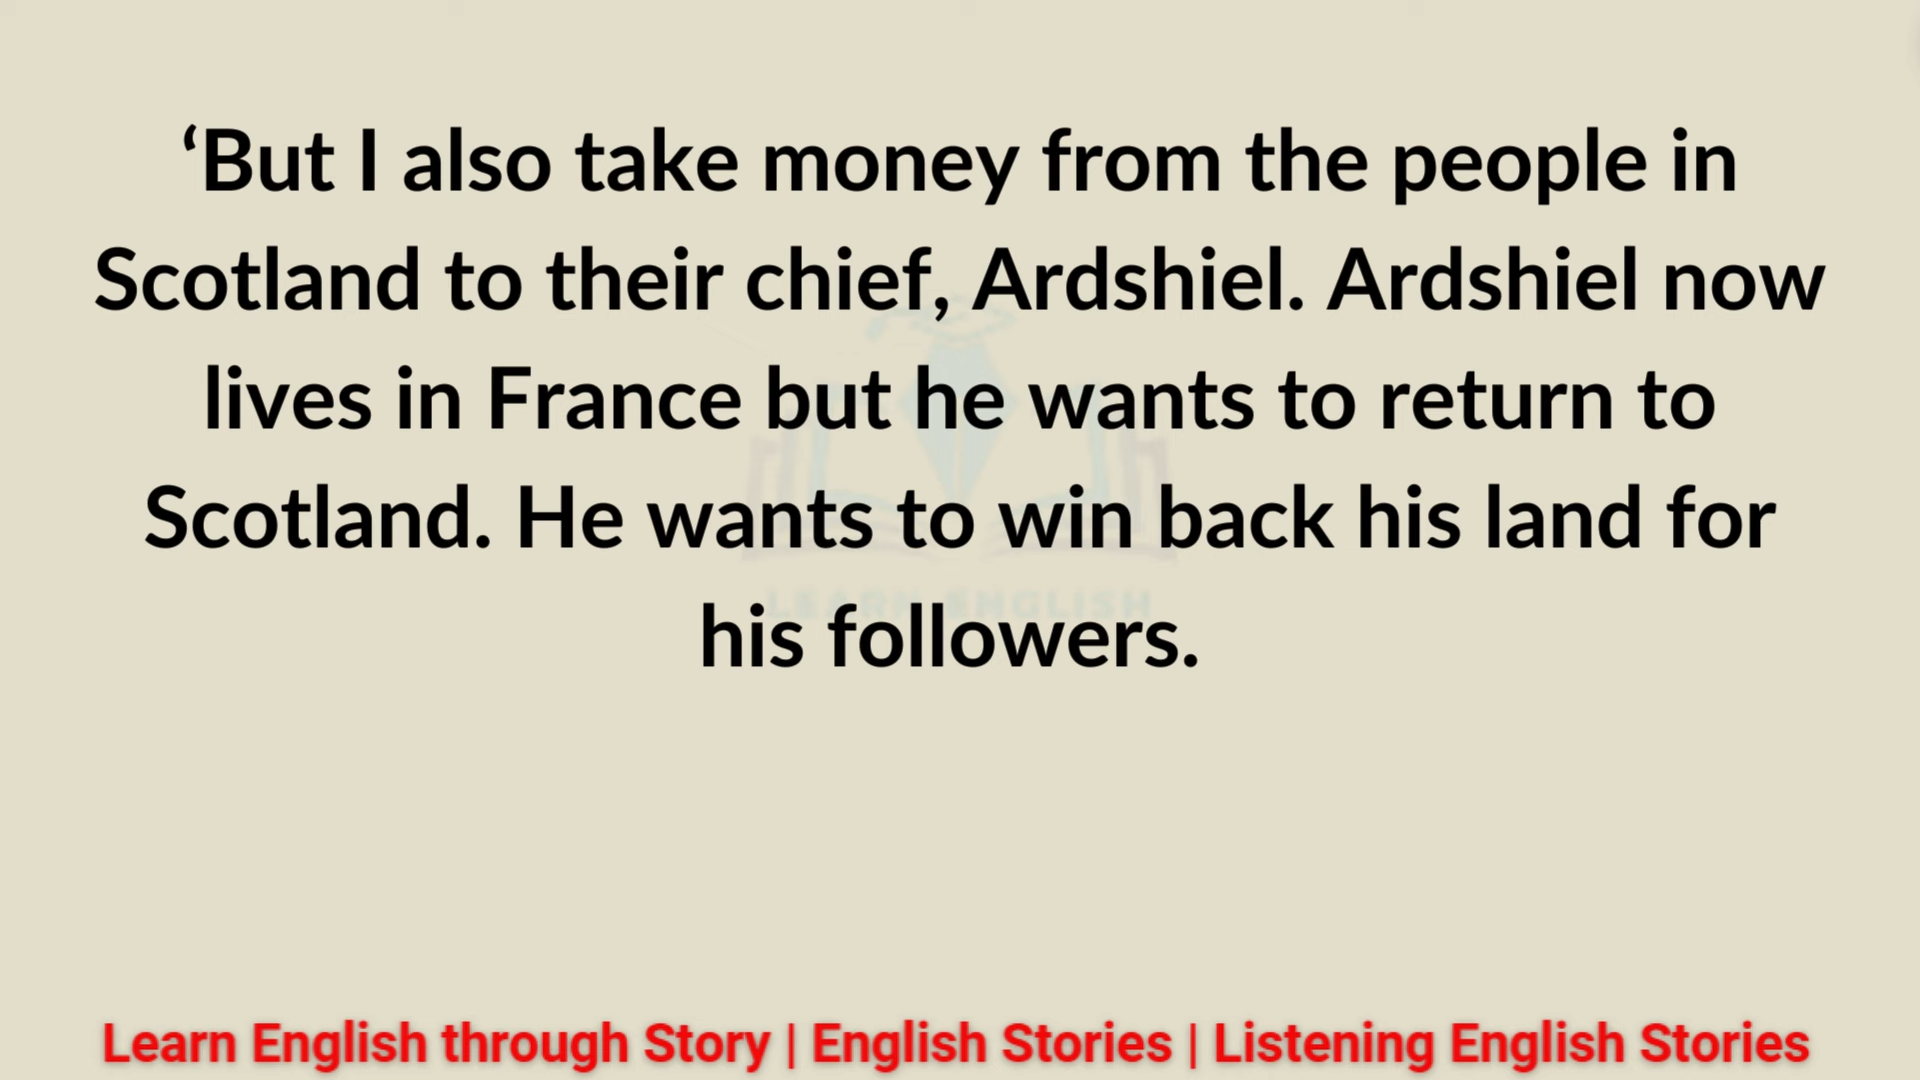 ‘But I also take money from the people in
Scotland to their chief, Ardshiel. Ardshiel now
lives in France but he wants to return to
Scotland. He wants to win back his land for
his followers.
LEARN ENGLISH
Learn English through Story | English Stories | Listening English Stories